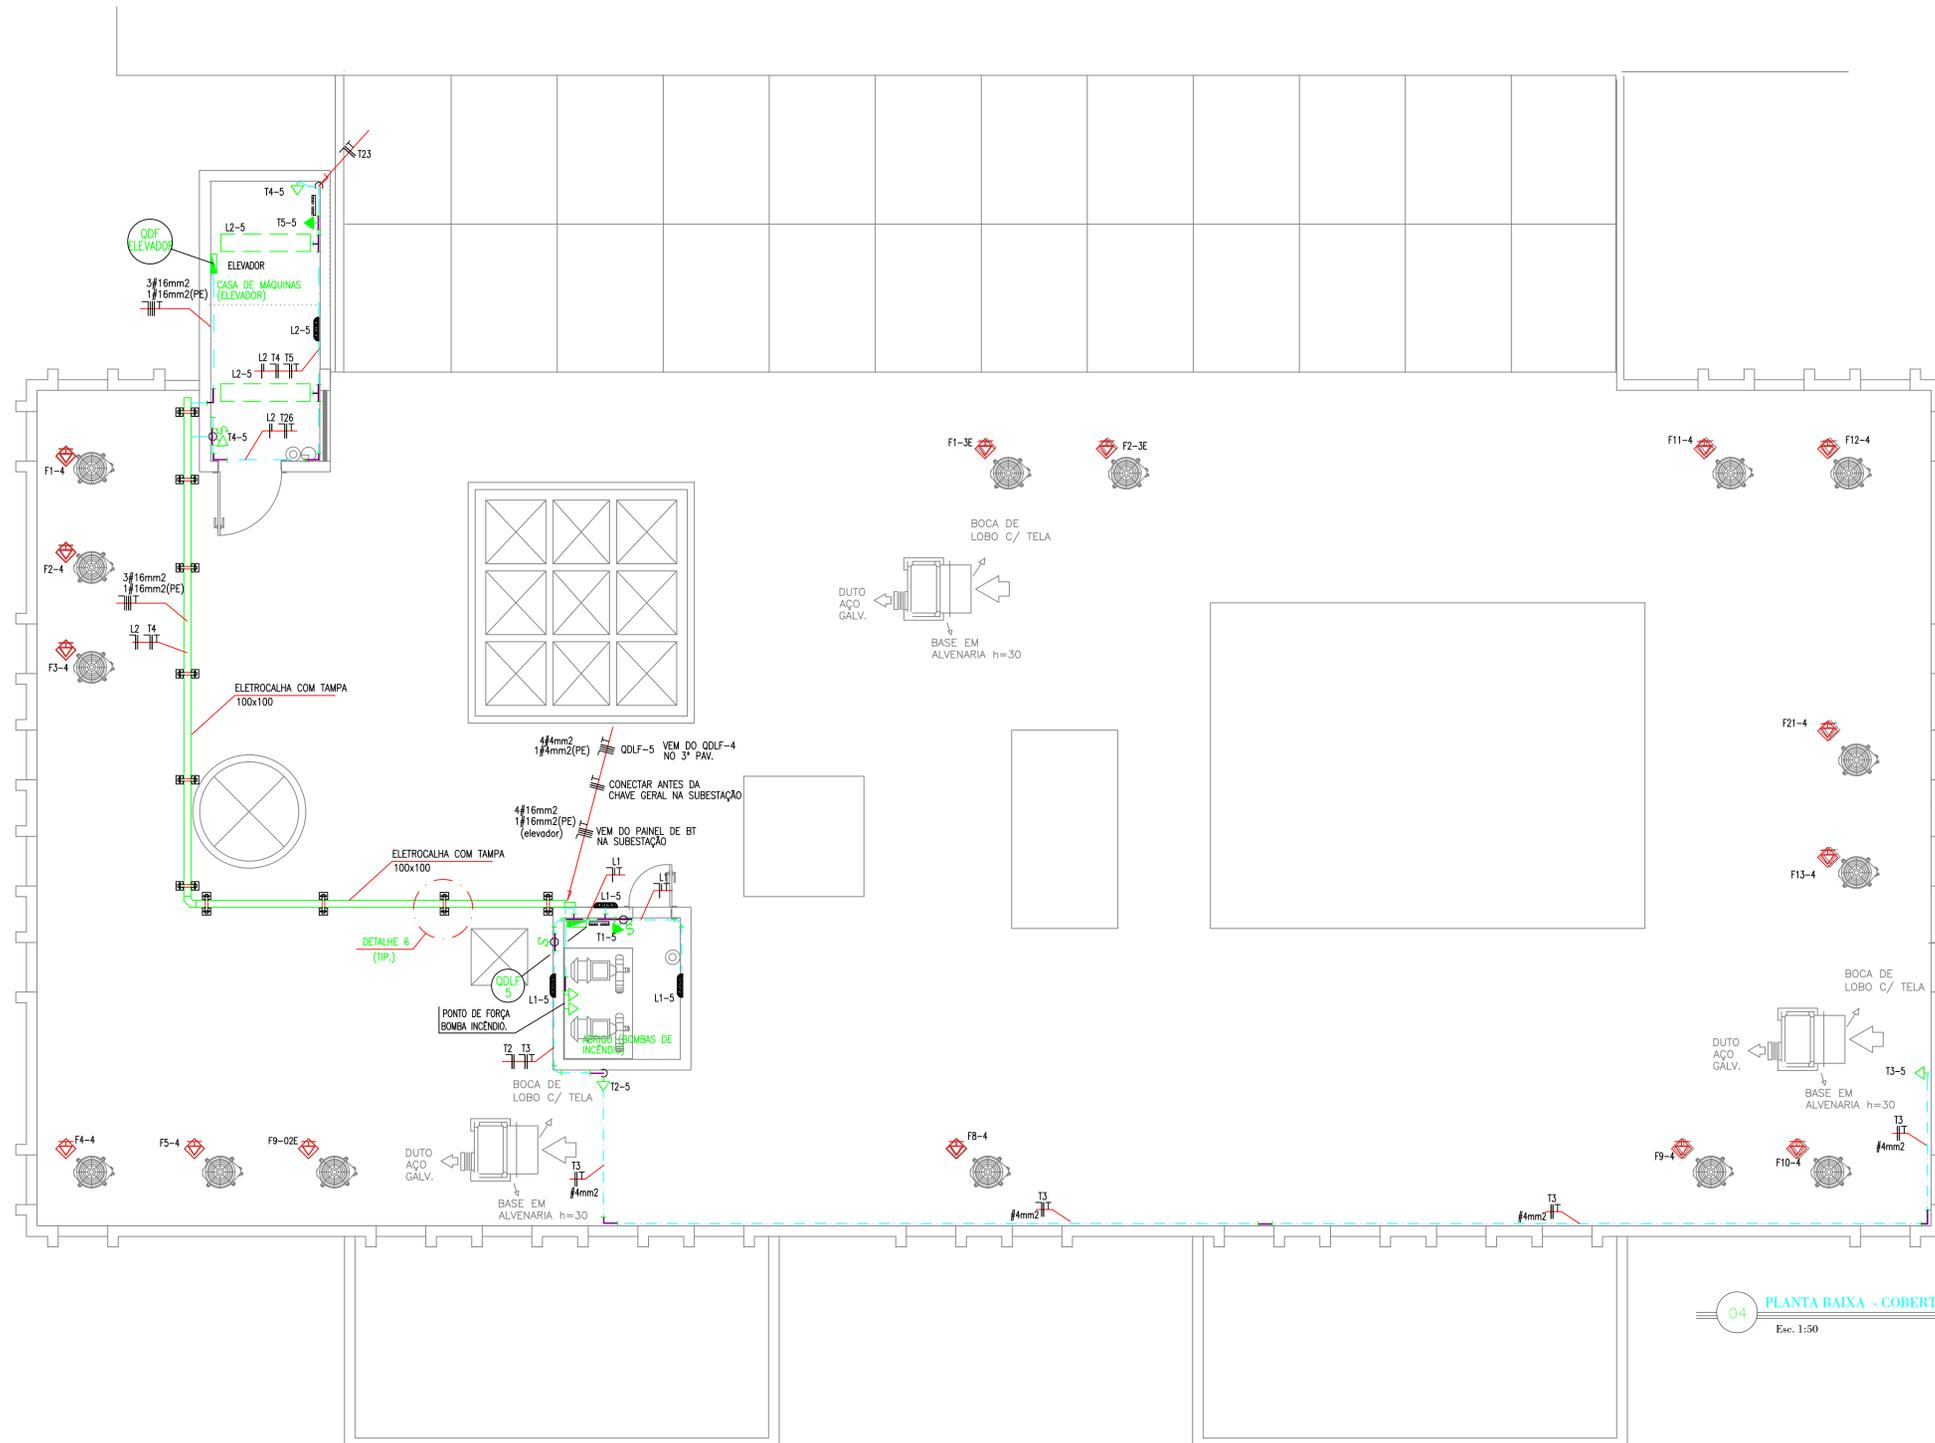 T23
T4-5
T5-5
L2-5
QDF
ELEVADOR
ELEVADOR
CASA DE MÁQUINAS
(ELEVADOR)
3#16mm2
1#16mm2(PE)
L2-5
L2 T4 T5
L2-5
L2 T26
T4-5
F1-4
F1-3E
F2-3E
F11-4
F12-4
BOCA DE
LOBO C/ TELA
F2-4
3#16mm2
1#16mm2(PE)
DUTO
AÇO
GALV.
L2 T4
BASE EM
ALVENARIA h=30
F3-4
ELETROCALHA COM TAMPA
100x100
F21-4
4#4mm2
1#4mm2(PE)
QDLF-5
VEM DO QDLF-4
NO 3° PAV.
CONECTAR ANTES DA
CHAVE GERAL NA SUBESTAÇÃO
4#16mm2
1#16mm2(PE)
(elevador)
VEM DO PAINEL DE BT
NA SUBESTAÇÃO
ELETROCALHA COM TAMPA
100x100
L1
L1
F13-4
L1-5
T1-5
S
S
S
DETALHE 6
(TIP.)
QDLF
5
L1-5
L1-5
BOCA DE
LOBO C/ TELA
PONTO DE FORÇA
BOMBA INCÊNDIO.
ABRIGO (BOMBAS DE
INCÊNDIO)
T2 T3
DUTO
AÇO
GALV.
T3-5
BOCA DE
LOBO C/ TELA
T2-5
BASE EM
ALVENARIA h=30
F4-4
F5-4
F9-02E
DUTO
AÇO
GALV.
F8-4
T3
#4mm2
F9-4
F10-4
T3
#4mm2
BASE EM
ALVENARIA h=30
T3
#4mm2
T3
#4mm2
04
PLANTA BAIXA - COBERT
Esc. 1:50